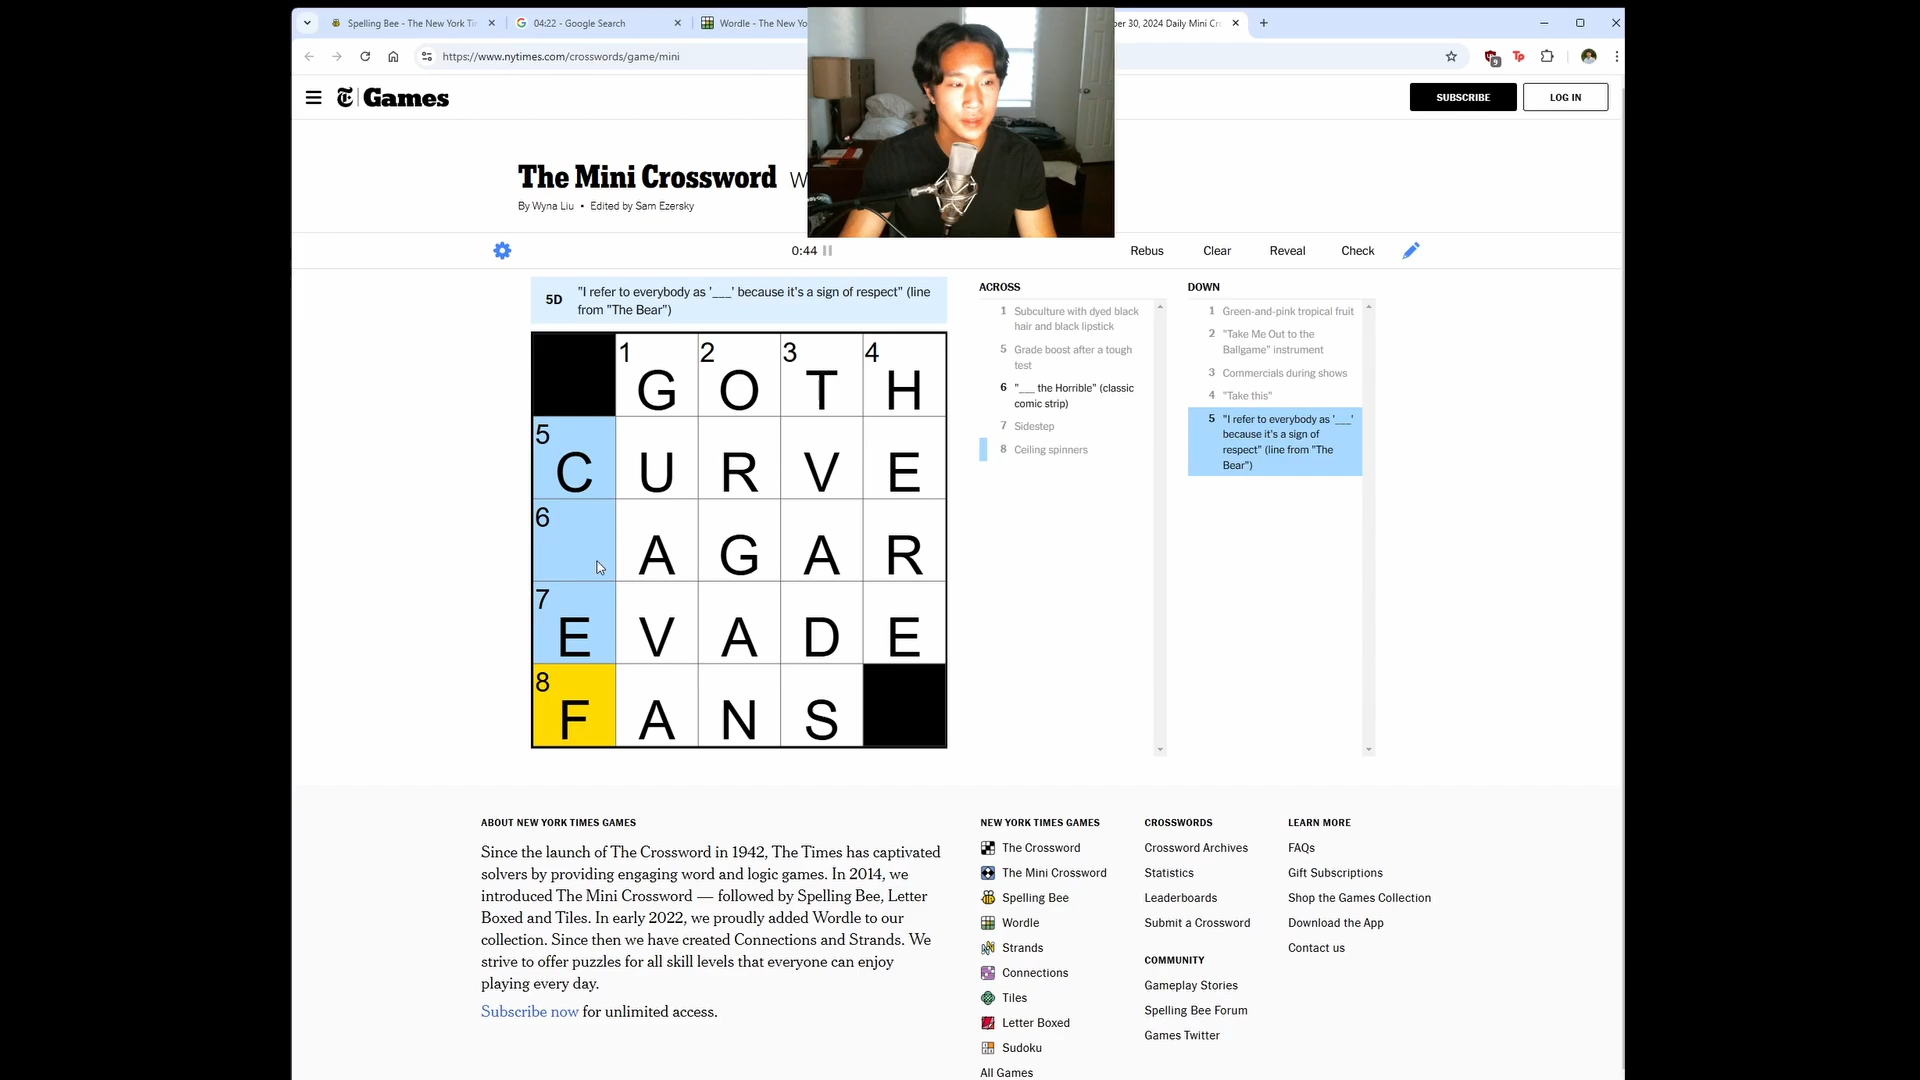 Spelling Bee - The New York Ti
04:22 - Google Search
Wordle - The New Yo
er 30, 2024 Daily Mini Cr
https://www.nytimes.com/crosswords/game/mini
9
Tp
Games
SUBSCRIBE
LOG IN
The Mini Crossword W
By Wyna Liu • Edited by Sam Ezersky
0:44
Rebus
Clear
Reveal
Check
5D
"I refer to everybody as '___' because it's a sign of respect" (line
from "The Bear")
1 2 3 4
G O T H
5
C U R V E
6
A G A R
7
E V A D E
8
F A N S
ACROSS
1 Subculture with dyed black
hair and black lipstick
5 Grade boost after a tough
test
6 "___ the Horrible" (classic
comic strip)
7 Sidestep
8 Ceiling spinners
DOWN
1 Green-and-pink tropical fruit
2 "Take Me Out to the
Ballgame" instrument
3 Commercials during shows
4 "Take this"
5 "I refer to everybody as '___'
because it's a sign of
respect" (line from "The
Bear")
ABOUT NEW YORK TIMES GAMES
Since the launch of The Crossword in 1942, The Times has captivated
solvers by providing engaging word and logic games. In 2014, we
introduced The Mini Crossword — followed by Spelling Bee, Letter
Boxed and Tiles. In early 2022, we proudly added Wordle to our
collection. Since then we have created Connections and Strands. We
strive to offer puzzles for all skill levels that everyone can enjoy
playing every day.
Subscribe now for unlimited access.
NEW YORK TIMES GAMES
The Crossword
The Mini Crossword
Spelling Bee
Wordle
Strands
Connections
Tiles
Letter Boxed
Sudoku
All Games
CROSSWORDS
Crossword Archives
Statistics
Leaderboards
Submit a Crossword
COMMUNITY
Gameplay Stories
Spelling Bee Forum
Games Twitter
LEARN MORE
FAQs
Gift Subscriptions
Shop the Games Collection
Download the App
Contact us